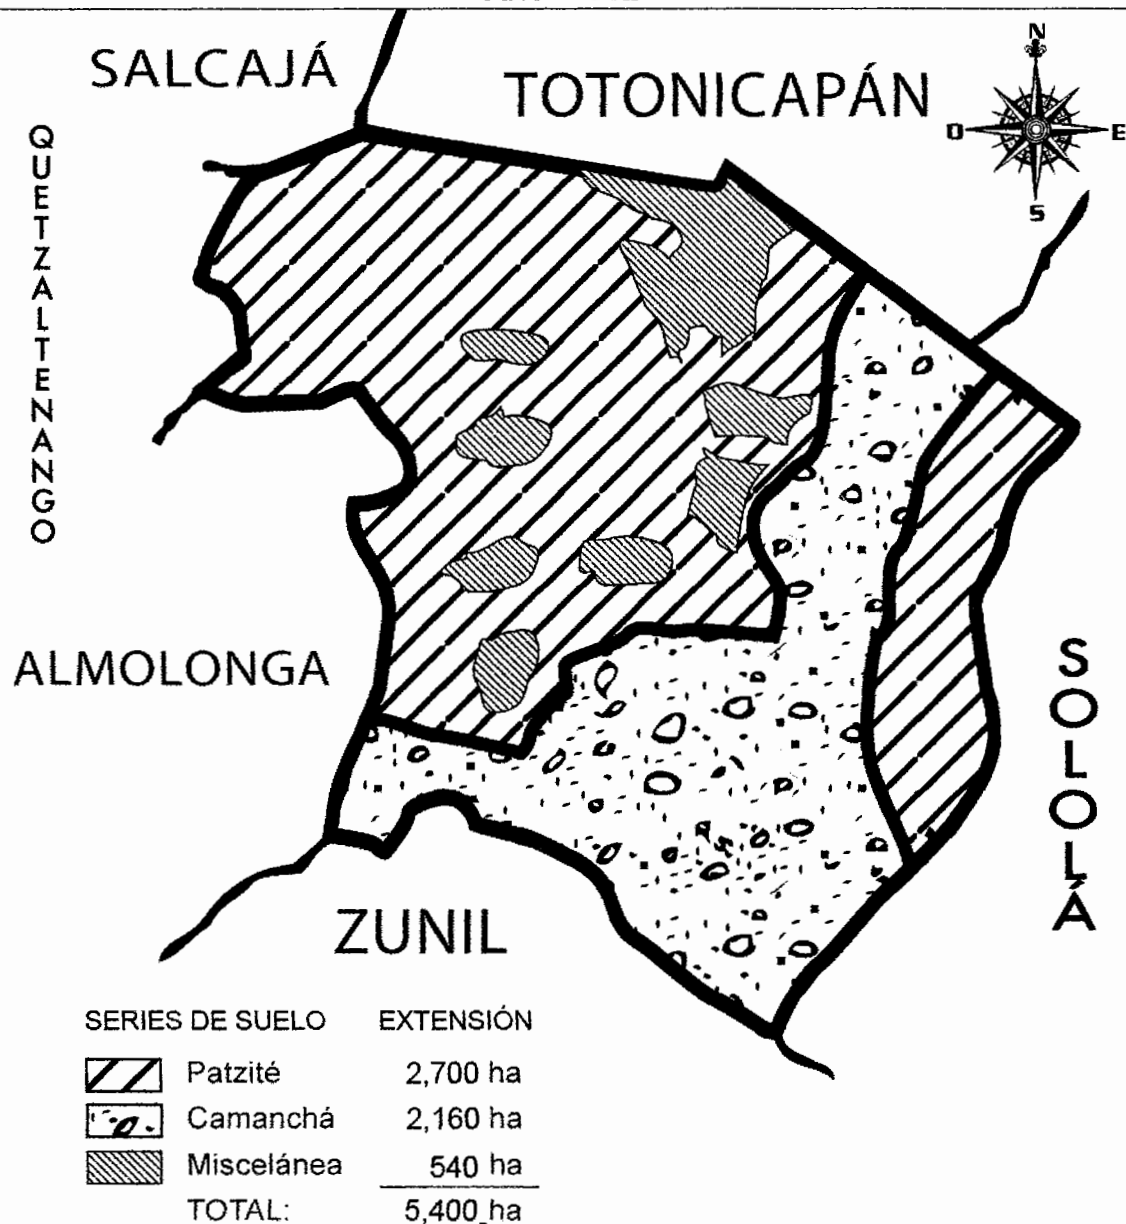 SALCAJÁ
TOTONICAPÁN
N
O
E
S
QUETZALTENANGO
ALMOLONGA
SOLOLÁ
ZUNIL
SERIES DE SUELO EXTENSIÓN
Patzité 2,700 ha
Camanchá 2,160 ha
Miscelánea 540 ha
TOTAL: 5,400 ha